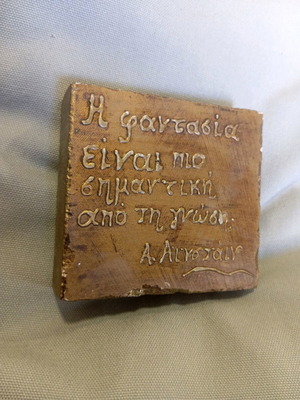 Η φαντασία
είναι πιο
σημαντική
από τη γνώση.
Α. Αϊνστάιν